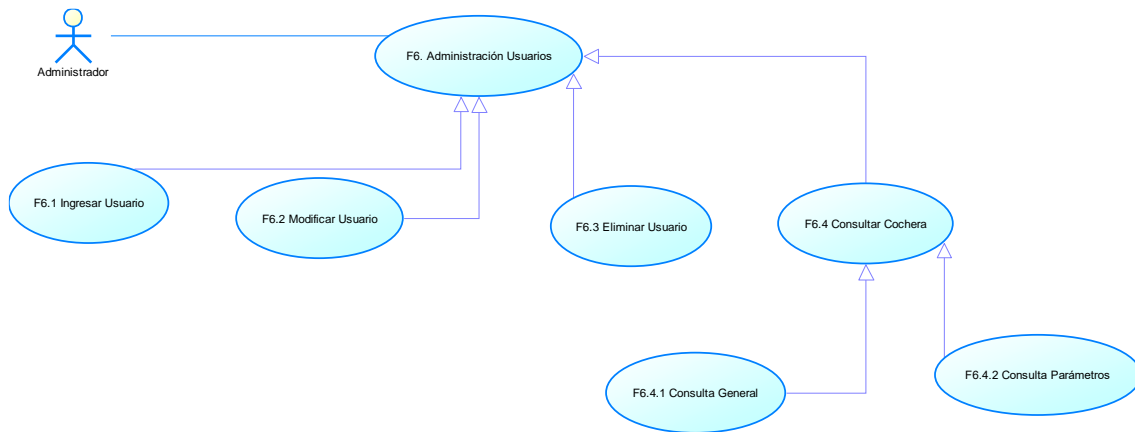 F6. Administración Usuarios
Administrador
F6.1 Ingresar Usuario
F6.2 Modificar Usuario
F6.3 Eliminar Usuario
F6.4 Consultar Cochera
F6.4.1 Consulta General
F6.4.2 Consulta Parámetros